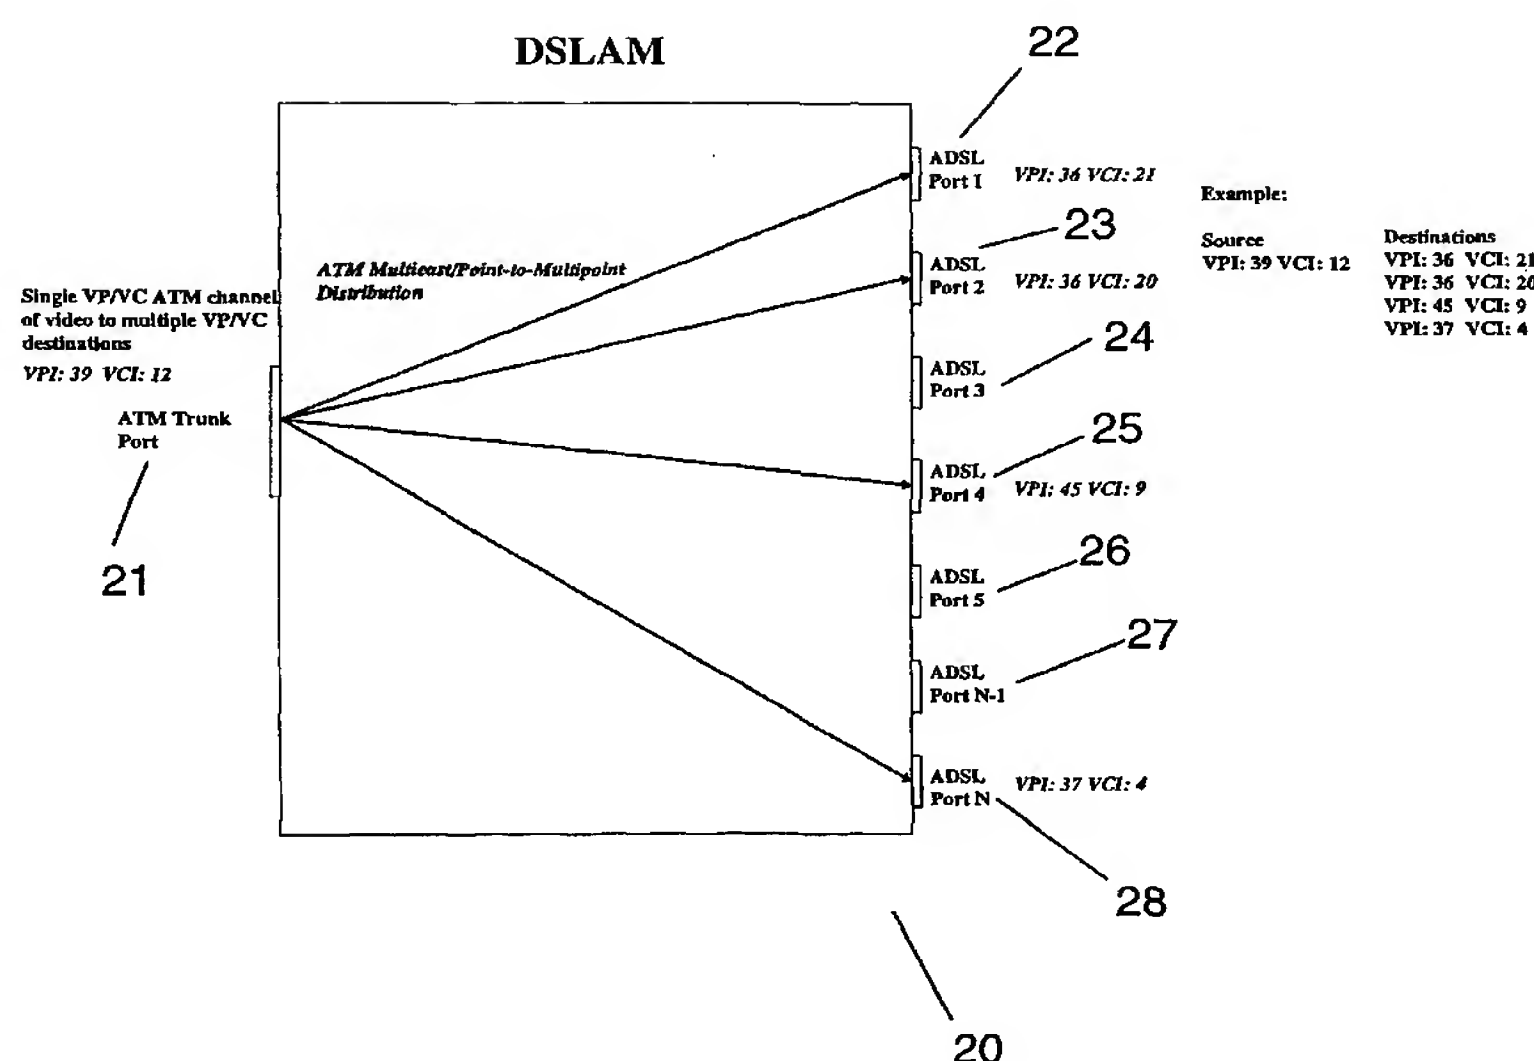 DSLAM
22
ADSL
Port 1
VPI: 36 VCI: 21
Example:
23
Source
VPI: 39 VCI: 12
Destinations
VPI: 36 VCI: 21
VPI: 36 VCI: 20
VPI: 45 VCI: 9
VPI: 37 VCI: 4
ADSL
Port 2
VPI: 36 VCI: 20
ATM Multicast/Point-to-Multipoint
Distribution
Single VP/VC ATM channel
of video to multiple VP/VC
destinations
VPI: 39 VCI: 12
ATM Trunk
Port
21
24
ADSL
Port 3
25
ADSL
Port 4
VPI: 45 VCI: 9
26
ADSL
Port 5
27
ADSL
Port N-1
ADSL
Port N
VPI: 37 VCI: 4
28
20